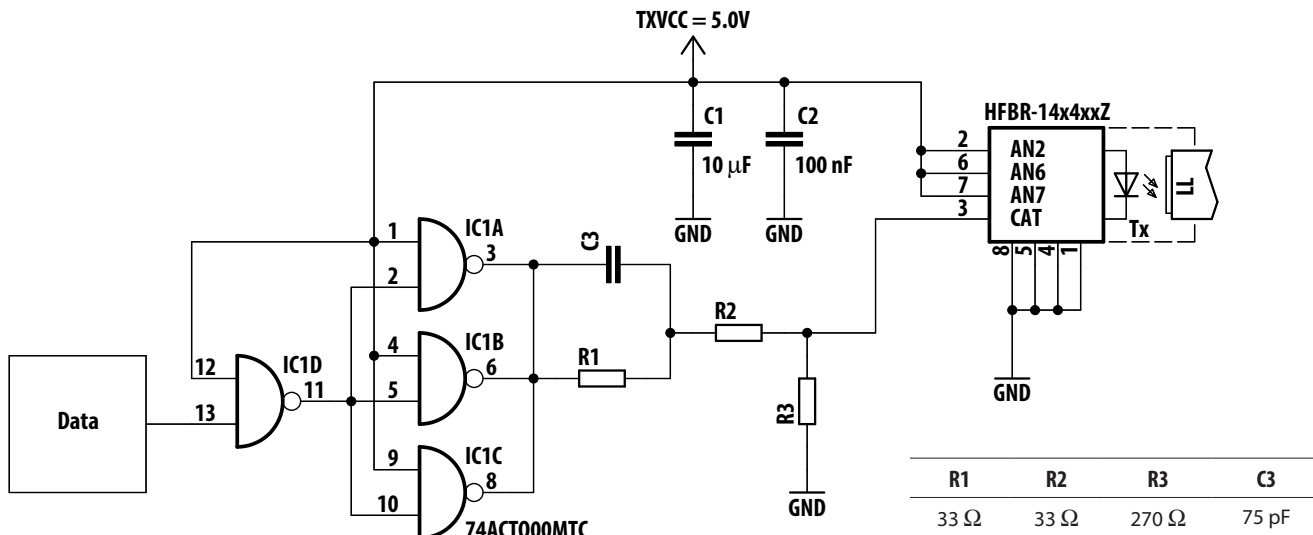 TXVCC = 5.0V
C1
10 μF
GND
C2
100 nF
GND
HFBR-14x4xxZ
2
6
7
3
AN2
AN6
AN7
CAT
Tx
LL
8
5
4
1
GND
1
2
IC1A
3
C3
4
5
IC1B
6
R1
R2
R3
GND
12
13
IC1D
11
Data
9
10
IC1C
8
74ACTQ00MTC
R1 R2 R3 C3
33 Ω 33 Ω 270 Ω 75 pF